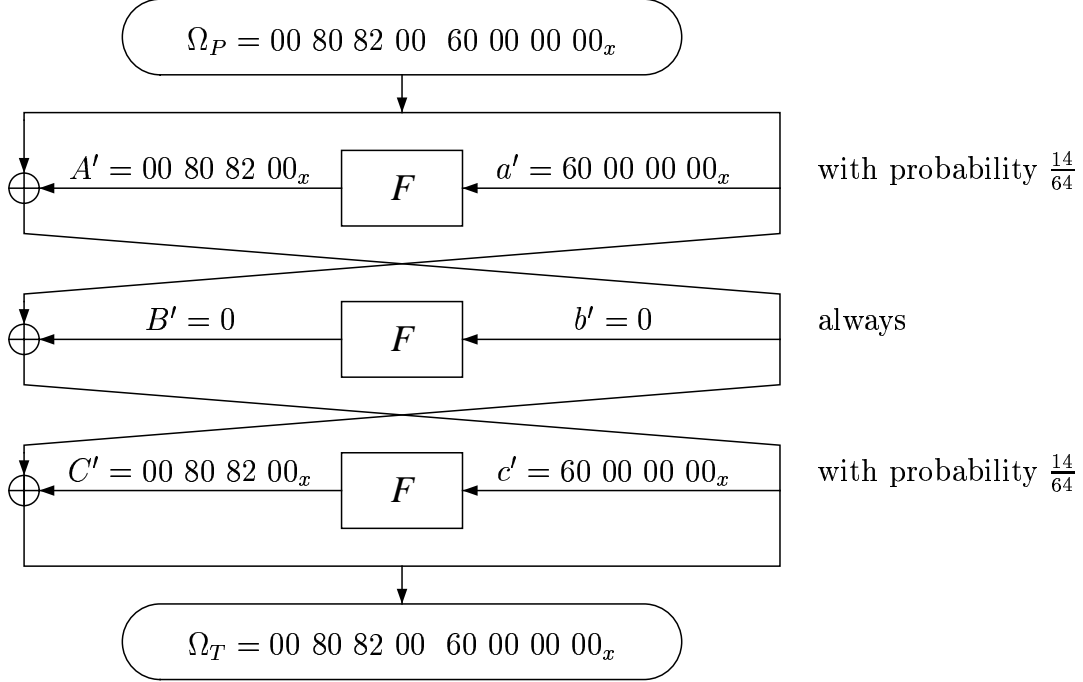 Ω_P = 00 80 82 00 60 00 00 00_x
A′ = 00 80 82 00_x F a′ = 60 00 00 00_x with probability 14/64
B′ = 0 F b′ = 0 always
C′ = 00 80 82 00_x F c′ = 60 00 00 00_x with probability 14/64
Ω_T = 00 80 82 00 60 00 00 00_x